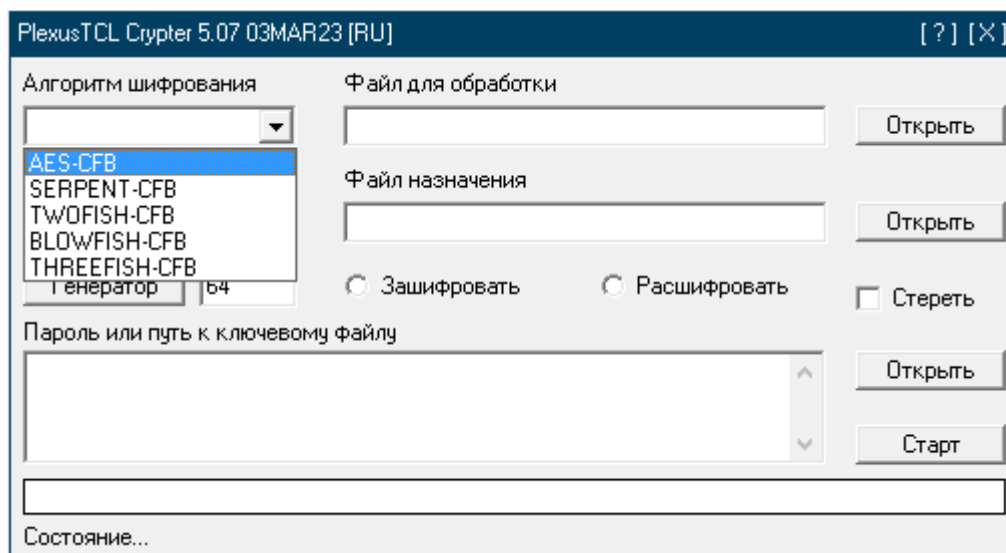 PlexusTCL Crypter 5.07 03MAR23 [RU] [ ? ] [ X ]
Алгоритм шифрования
Файл для обработки
Открыть
AES-CFB
SERPENT-CFB
TWOFISH-CFB
BLOWFISH-CFB
THREEFISH-CFB
Файл назначения
Открыть
Генератор 64
Зашифровать
Расшифровать
Стереть
Пароль или путь к ключевому файлу
Открыть
Старт
Состояние...